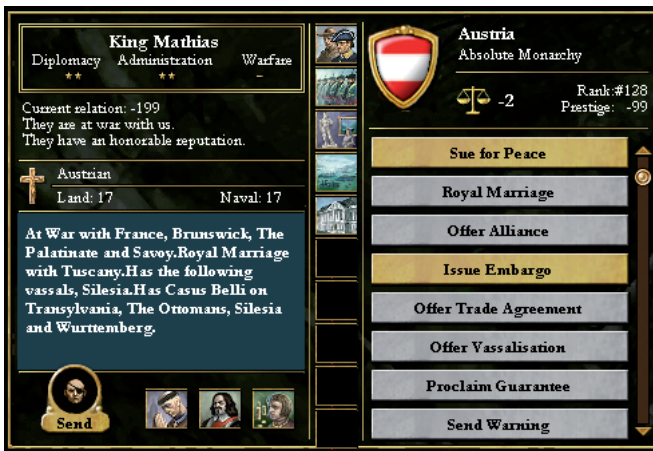 King Mathias
Diplomacy Administration Warfare
** ** -
Current relation: -199
They are at war with us.
They have an honorable reputation.
Austrian
Land: 17 Naval: 17
At War with France, Brunswick, The
Palatinate and Savoy.Royal Marriage
with Tuscany.Has the following
vassals, Silesia.Has Casus Belli on
Transylvania, The Ottomans, Silesia
and Wurttemberg.
Send
Austria
Absolute Monarchy
-2
Rank:#128
Prestige: -99
Sue for Peace
Royal Marriage
Offer Alliance
Issue Embargo
Offer Trade Agreement
Offer Vassalisation
Proclaim Guarantee
Send Warning